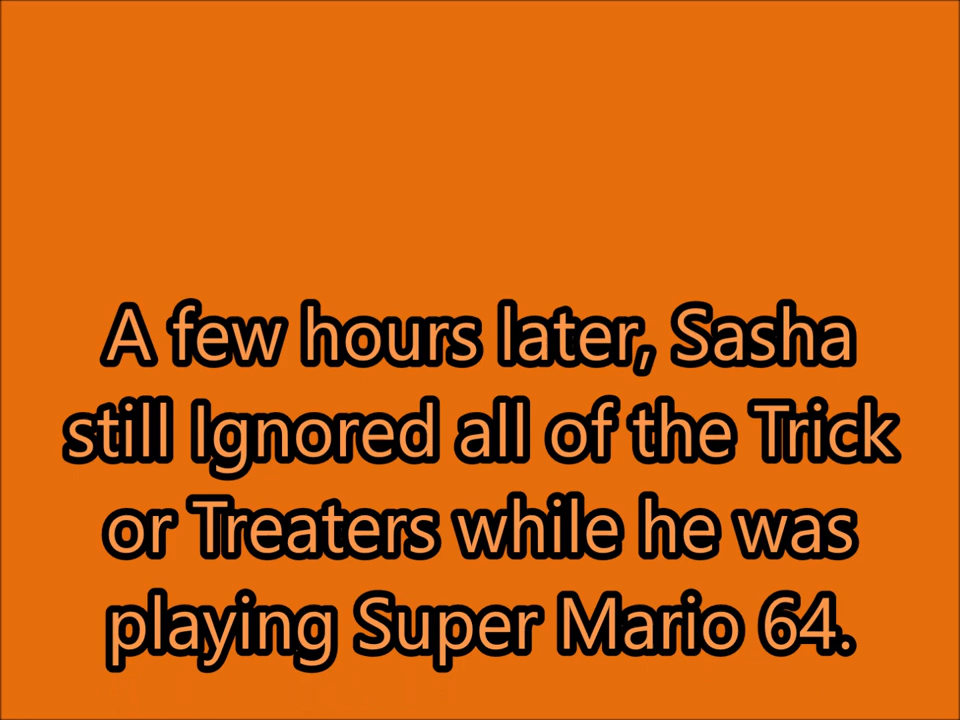 A few hours later, Sasha
still Ignored all of the Trick
or Treaters while he was
playing Super Mario 64.